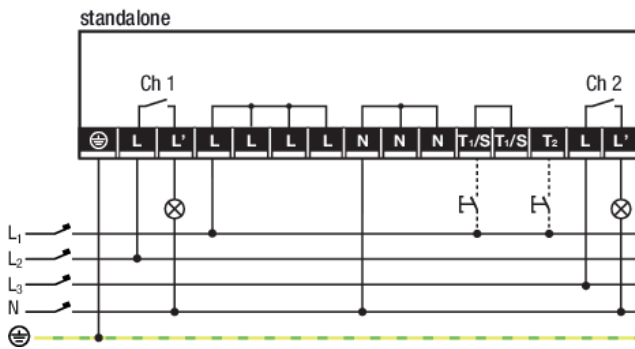 standalone
Ch 1 Ch 2
L L' L L L L N N N T₁/S T₁/S T₂ L L'
L₁
L₂
L₃
N